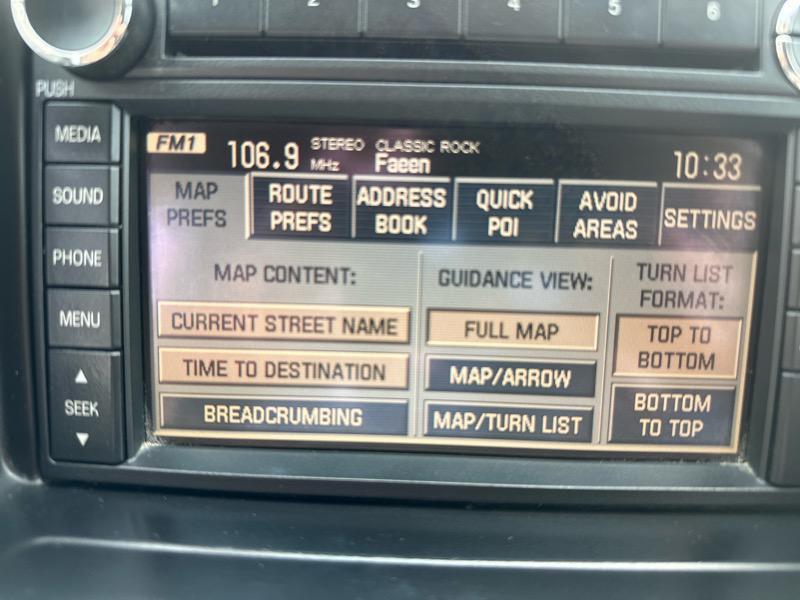 1 2 3 4 5 6
PUSH
MEDIA
SOUND
PHONE
MENU
SEEK
FM1 106.9 MHz STEREO CLASSIC ROCK
Faeen
10:33
MAP PREFS
ROUTE PREFS
ADDRESS BOOK
QUICK POI
AVOID AREAS
SETTINGS
MAP CONTENT:
CURRENT STREET NAME
TIME TO DESTINATION
BREADCRUMBING
GUIDANCE VIEW:
FULL MAP
MAP/ARROW
MAP/TURN LIST
TURN LIST
FORMAT:
TOP TO
BOTTOM
BOTTOM
TO TOP